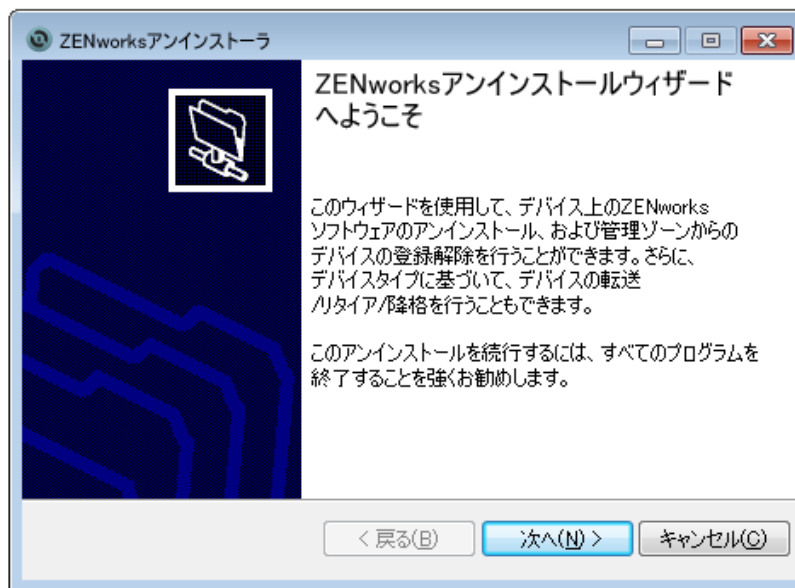 ZENworksアンインストーラ
ZENworksアンインストールウィザード
へようこそ
このウィザードを使用して、デバイス上のZENworks
ソフトウェアのアンインストール、および管理ゾーンからの
デバイスの登録解除を行うことができます。さらに、
デバイスタイプに基づいて、デバイスの転送
/リタイア/降格を行うこともできます。
このアンインストールを続行するには、すべてのプログラムを
終了することを強くお勧めします。
< 戻る(B)
次へ(N) >
キャンセル(C)